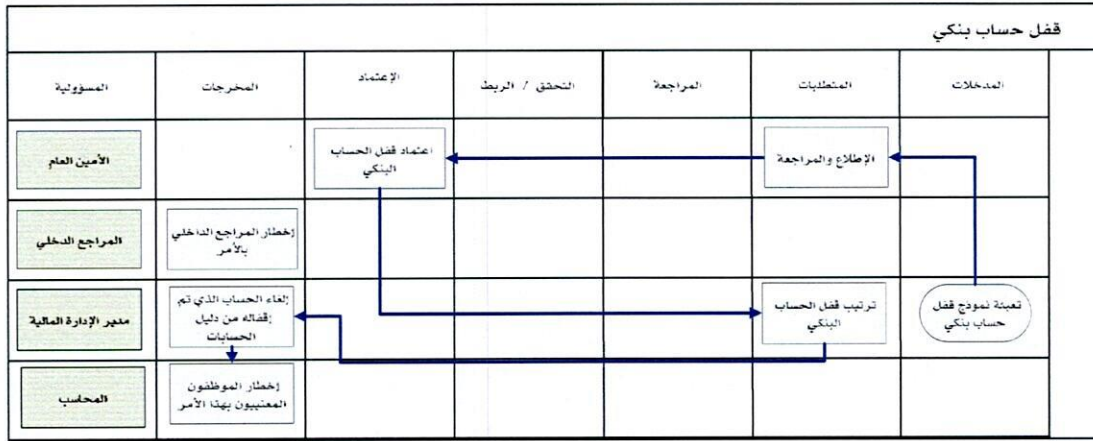 قفل حساب بنكي
المدخلات
المتطلبات
المراجعة
التحقق / الربط
الإعتماد
المخرجات
المسؤولية
الإطلاع والمراجعة
اعتماد قفل الحساب
البنكي
الأمين العام
إخطار المراجع الداخلي
بالأمر
المراجع الدخلي
تعبئة نموذج قفل
حساب بنكي
ترتيب قفل الحساب
البنكي
إلغاء الحساب الذي تم
إقفاله من دليل
الحسابات
مدير الإدارة المالية
إخطار الموظفون
المعنييون بهذا الأمر
المحاسب